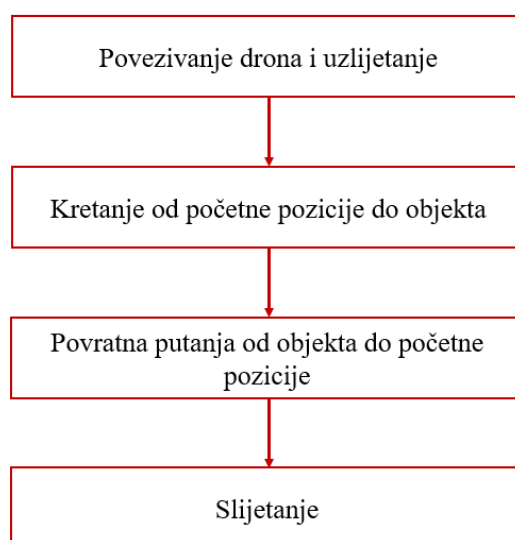 Povezivanje drona i uzlijetanje
Kretanje od početne pozicije do objekta
Povratna putanja od objekta do početne
pozicije
Slijetanje